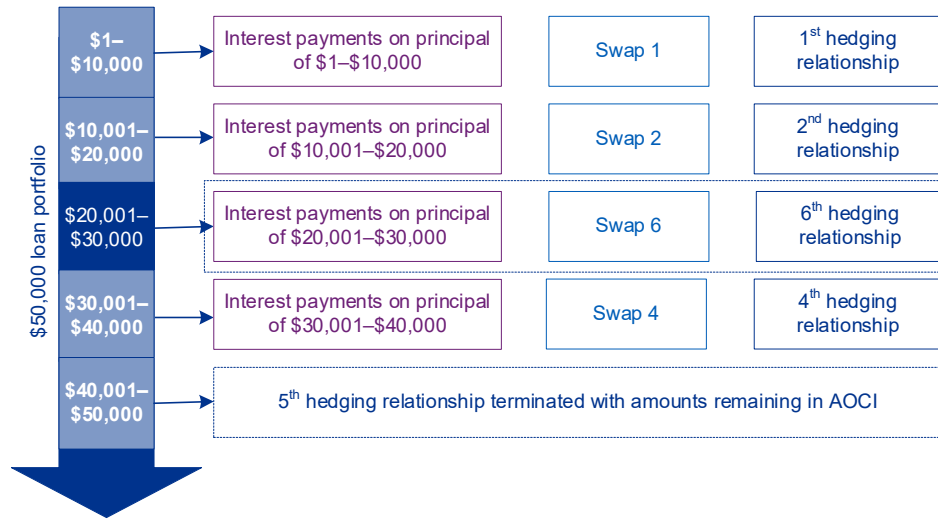 $50,000 loan portfolio
$1–
$10,000
Interest payments on principal
of $1–$10,000
Swap 1
1st hedging
relationship
$10,001–
$20,000
Interest payments on principal
of $10,001–$20,000
Swap 2
2nd hedging
relationship
$20,001–
$30,000
Interest payments on principal
of $20,001–$30,000
Swap 6
6th hedging
relationship
$30,001–
$40,000
Interest payments on principal
of $30,001–$40,000
Swap 4
4th hedging
relationship
$40,001–
$50,000
5th hedging relationship terminated with amounts remaining in AOCI